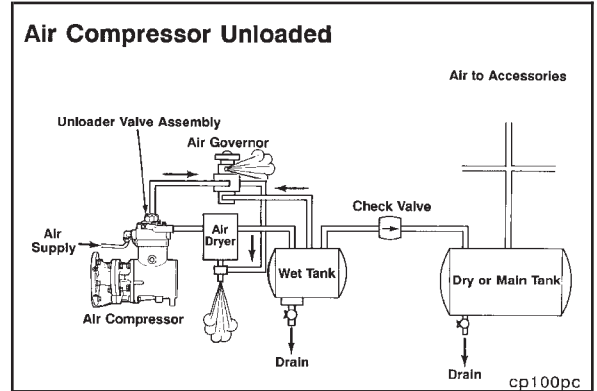 Air Compressor Unloaded
Air to Accessories
Unloader Valve Assembly
Air Governor
Check Valve
Air
Supply
Air
Dryer
Wet Tank
Dry or Main Tank
Air Compressor
Drain
Drain
cp100pc